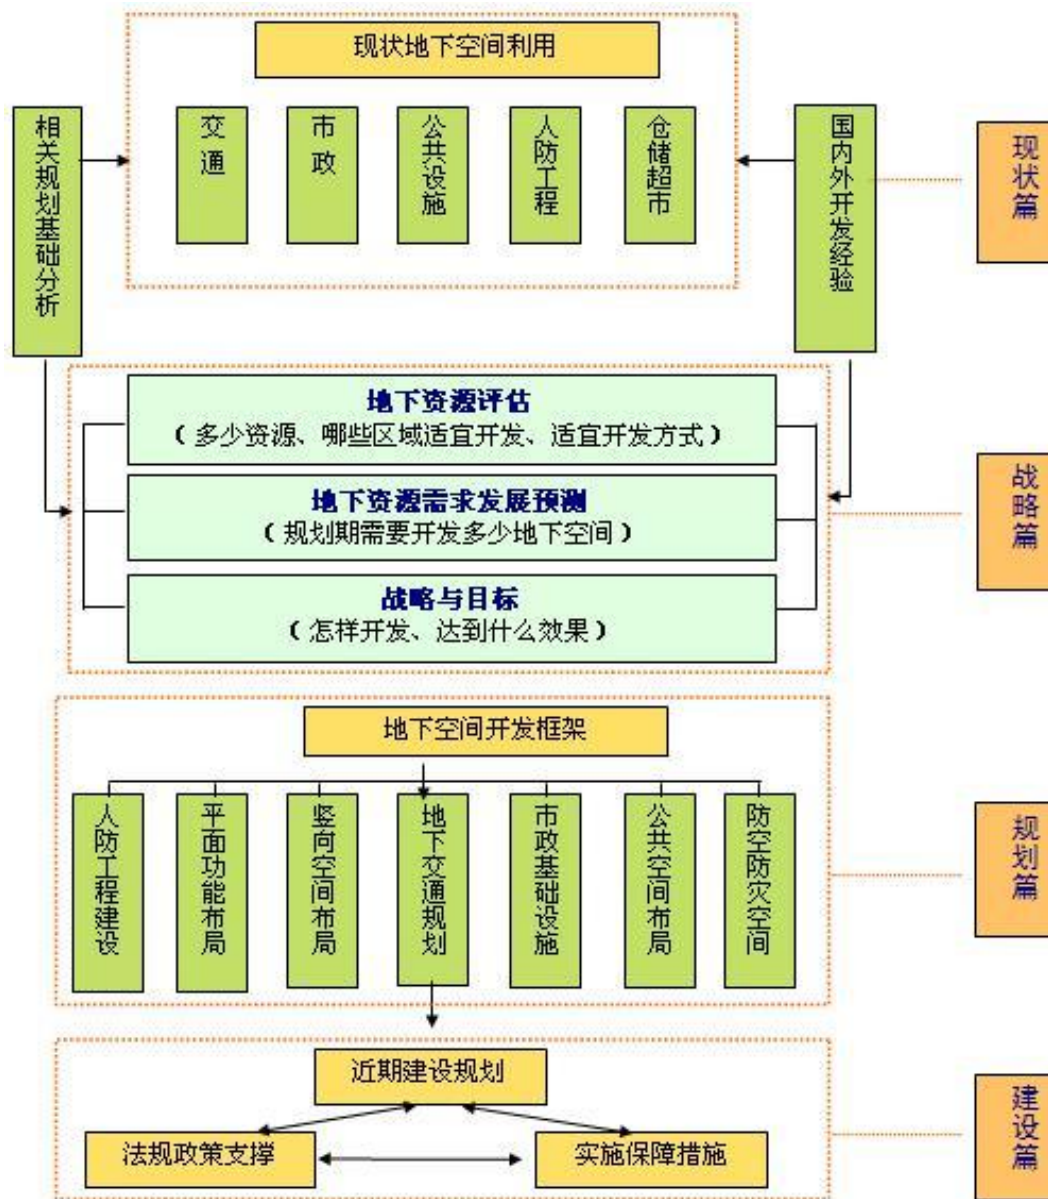 现状地下空间利用
相关规划基础分析
交通
市政
公共设施
人防工程
仓储超市
国内外开发经验
现状篇
地下资源评估
（多少资源、哪些区域适宜开发、适宜开发方式）
地下资源需求发展预测
（规划期需要开发多少地下空间）
战略与目标
（怎样开发、达到什么效果）
战略篇
地下空间开发框架
人防工程建设
平面功能布局
竖向空间布局
地下交通规划
市政基础设施
公共空间布局
防空防灾空间
规划篇
近期建设规划
法规政策支撑
实施保障措施
建设篇